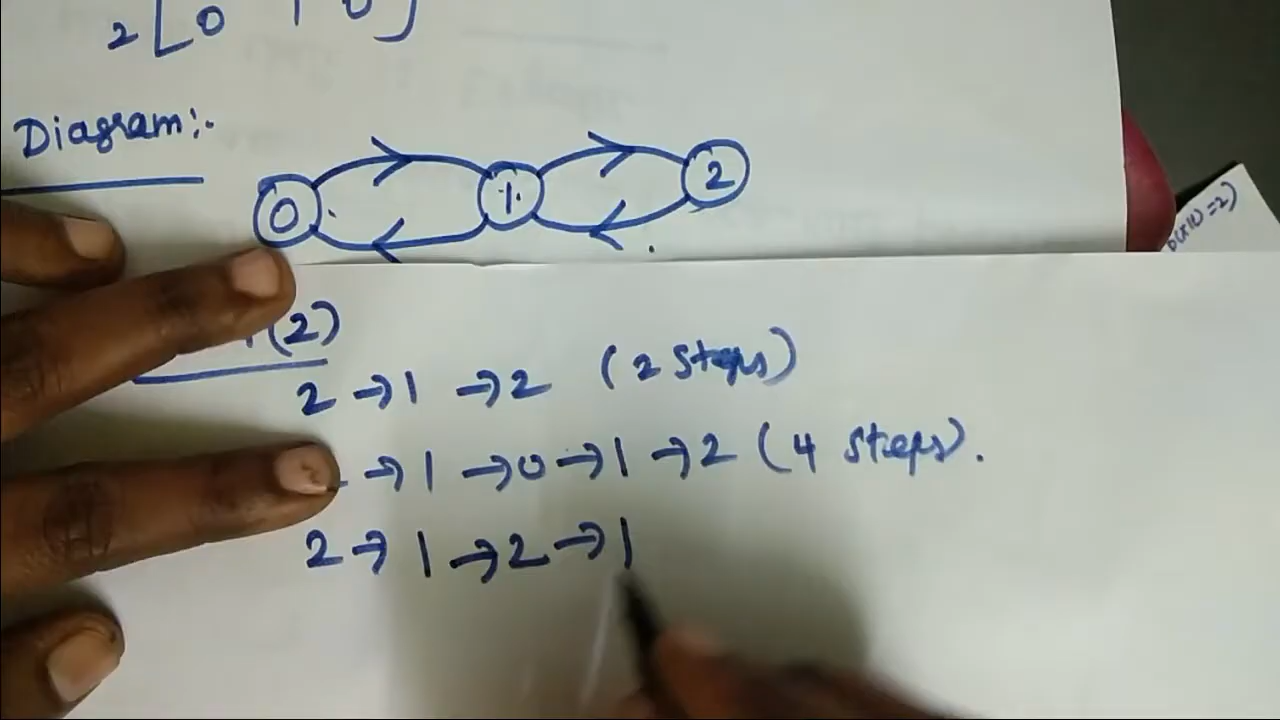 2 [ 0 1 0 ]
Diagram:-
0 1 2
(2)
2 → 1 → 2 (2 steps)
→ 1 → 0 → 1 → 2 (4 steps).
2 → 1 → 2 → 1
=2)